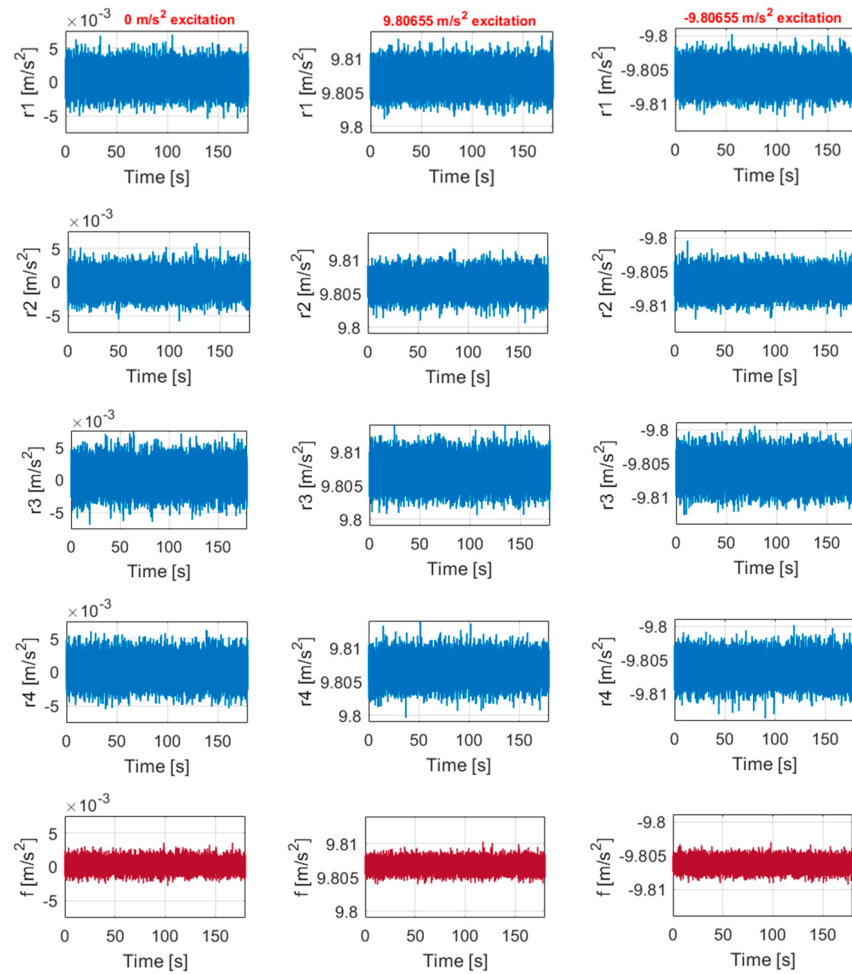 0 m/s² excitation 9.80655 m/s² excitation -9.80655 m/s² excitation
×10⁻³
r1 [m/s²] 5 0 -5
0 50 100 150
Time [s]
r1 [m/s²] 9.81 9.805 9.8
0 50 100 150
Time [s]
r1 [m/s²] -9.8 -9.805 -9.81
0 50 100 150
Time [s]
×10⁻³
r2 [m/s²] 5 0 -5
0 50 100 150
Time [s]
r2 [m/s²] 9.81 9.805 9.8
0 50 100 150
Time [s]
r2 [m/s²] -9.8 -9.805 -9.81
0 50 100 150
Time [s]
×10⁻³
r3 [m/s²] 5 0 -5
0 50 100 150
Time [s]
r3 [m/s²] 9.81 9.805 9.8
0 50 100 150
Time [s]
r3 [m/s²] -9.8 -9.805 -9.81
0 50 100 150
Time [s]
×10⁻³
r4 [m/s²] 5 0 -5
0 50 100 150
Time [s]
r4 [m/s²] 9.81 9.805 9.8
0 50 100 150
Time [s]
r4 [m/s²] -9.8 -9.805 -9.81
0 50 100 150
Time [s]
×10⁻³
f [m/s²] 5 0 -5
0 50 100 150
Time [s]
f [m/s²] 9.81 9.805 9.8
0 50 100 150
Time [s]
f [m/s²] -9.8 -9.805 -9.81
0 50 100 150
Time [s]